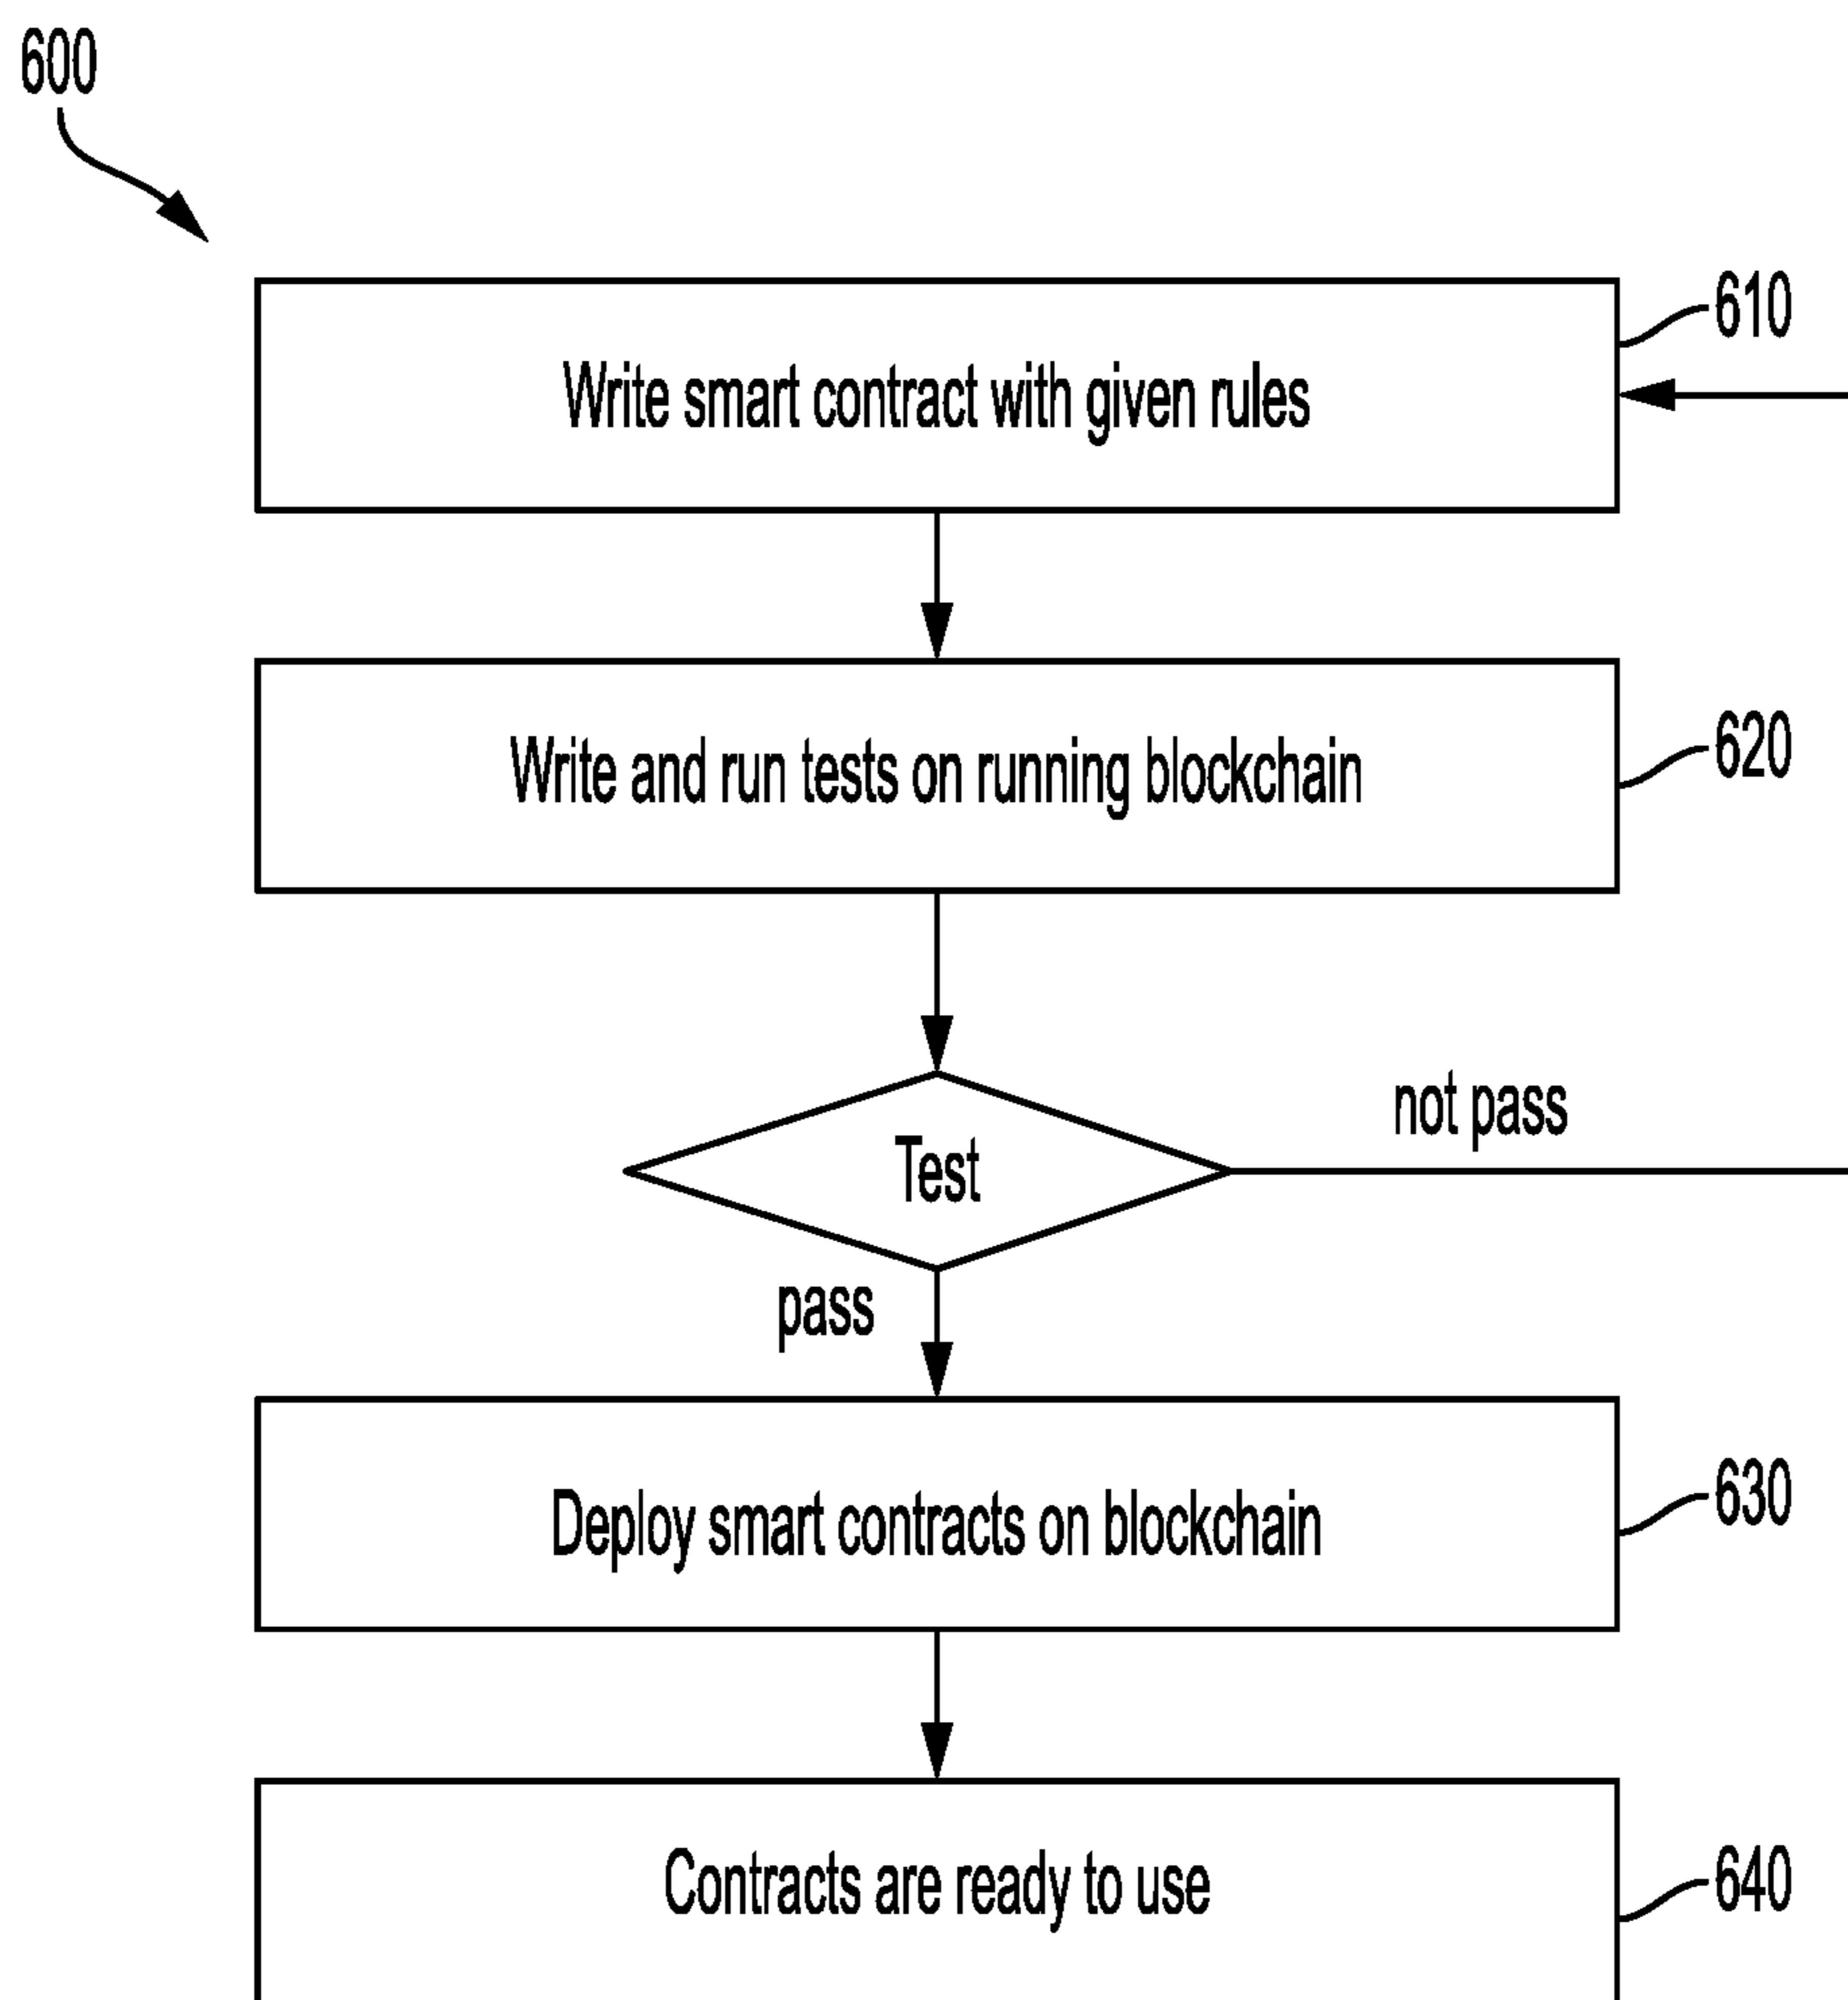 600
610
Write smart contract with given rules
620
Write and run tests on running blockchain
not pass
Test
pass
630
Deploy smart contracts on blockchain
640
Contracts are ready to use